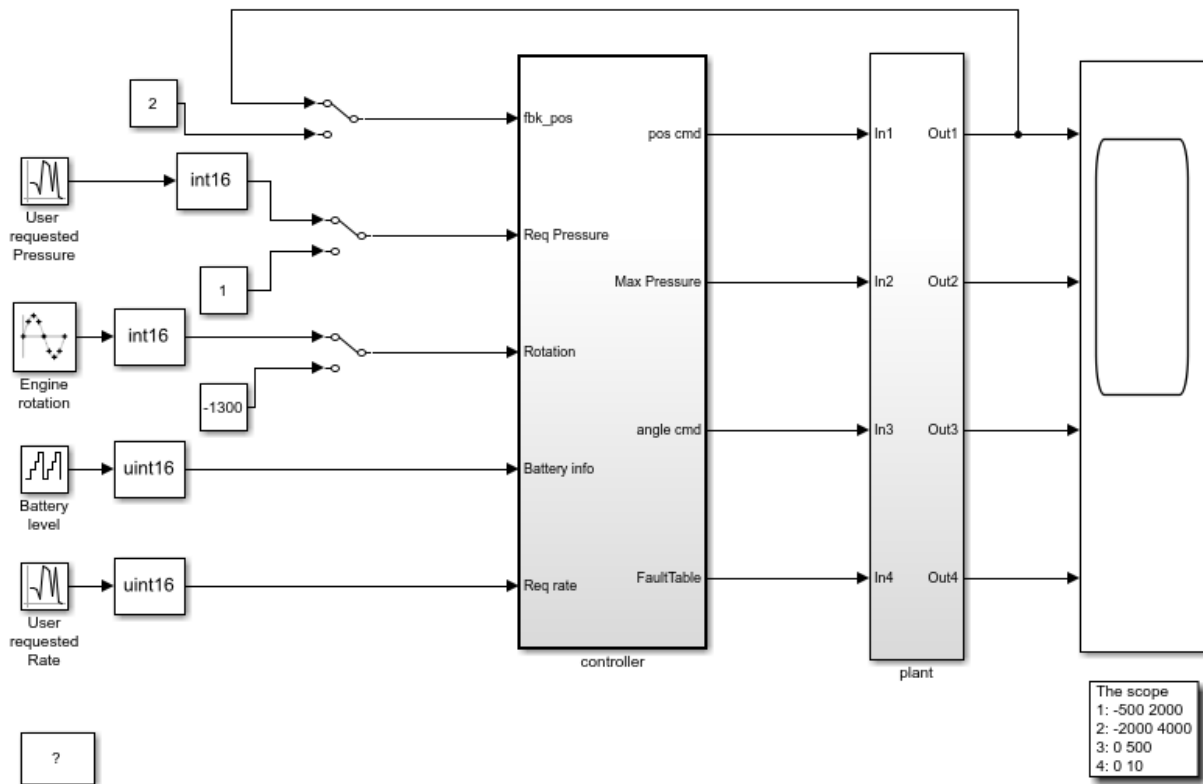 2
fbk_pos
pos cmd
In1
Out1
int16
User
requested
Pressure
Req Pressure
1
Max Pressure
In2
Out2
int16
Engine
rotation
Rotation
-1300
angle cmd
In3
Out3
uint16
Battery
level
Battery info
uint16
User
requested
Rate
Req rate
FaultTable
In4
Out4
controller
plant
The scope
1: -500 2000
2: -2000 4000
3: 0 500
4: 0 10
?